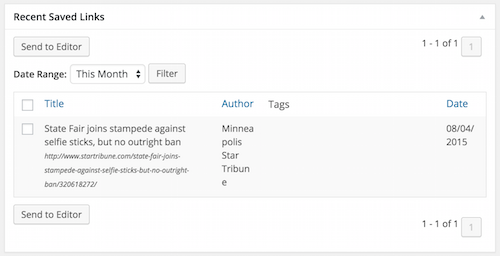 Recent Saved Links
Send to Editor
1 - 1 of 1 1
Date Range: This Month Filter
Title Author Tags Date
State Fair joins stampede against
selfie sticks, but no outright ban
http://www.startribune.com/state-fair-joins-
stampede-against-selfie-sticks-but-no-outright-
ban/320618272/
Minnea
polis
Star
Tribun
e
08/04/
2015
Send to Editor
1 - 1 of 1 1